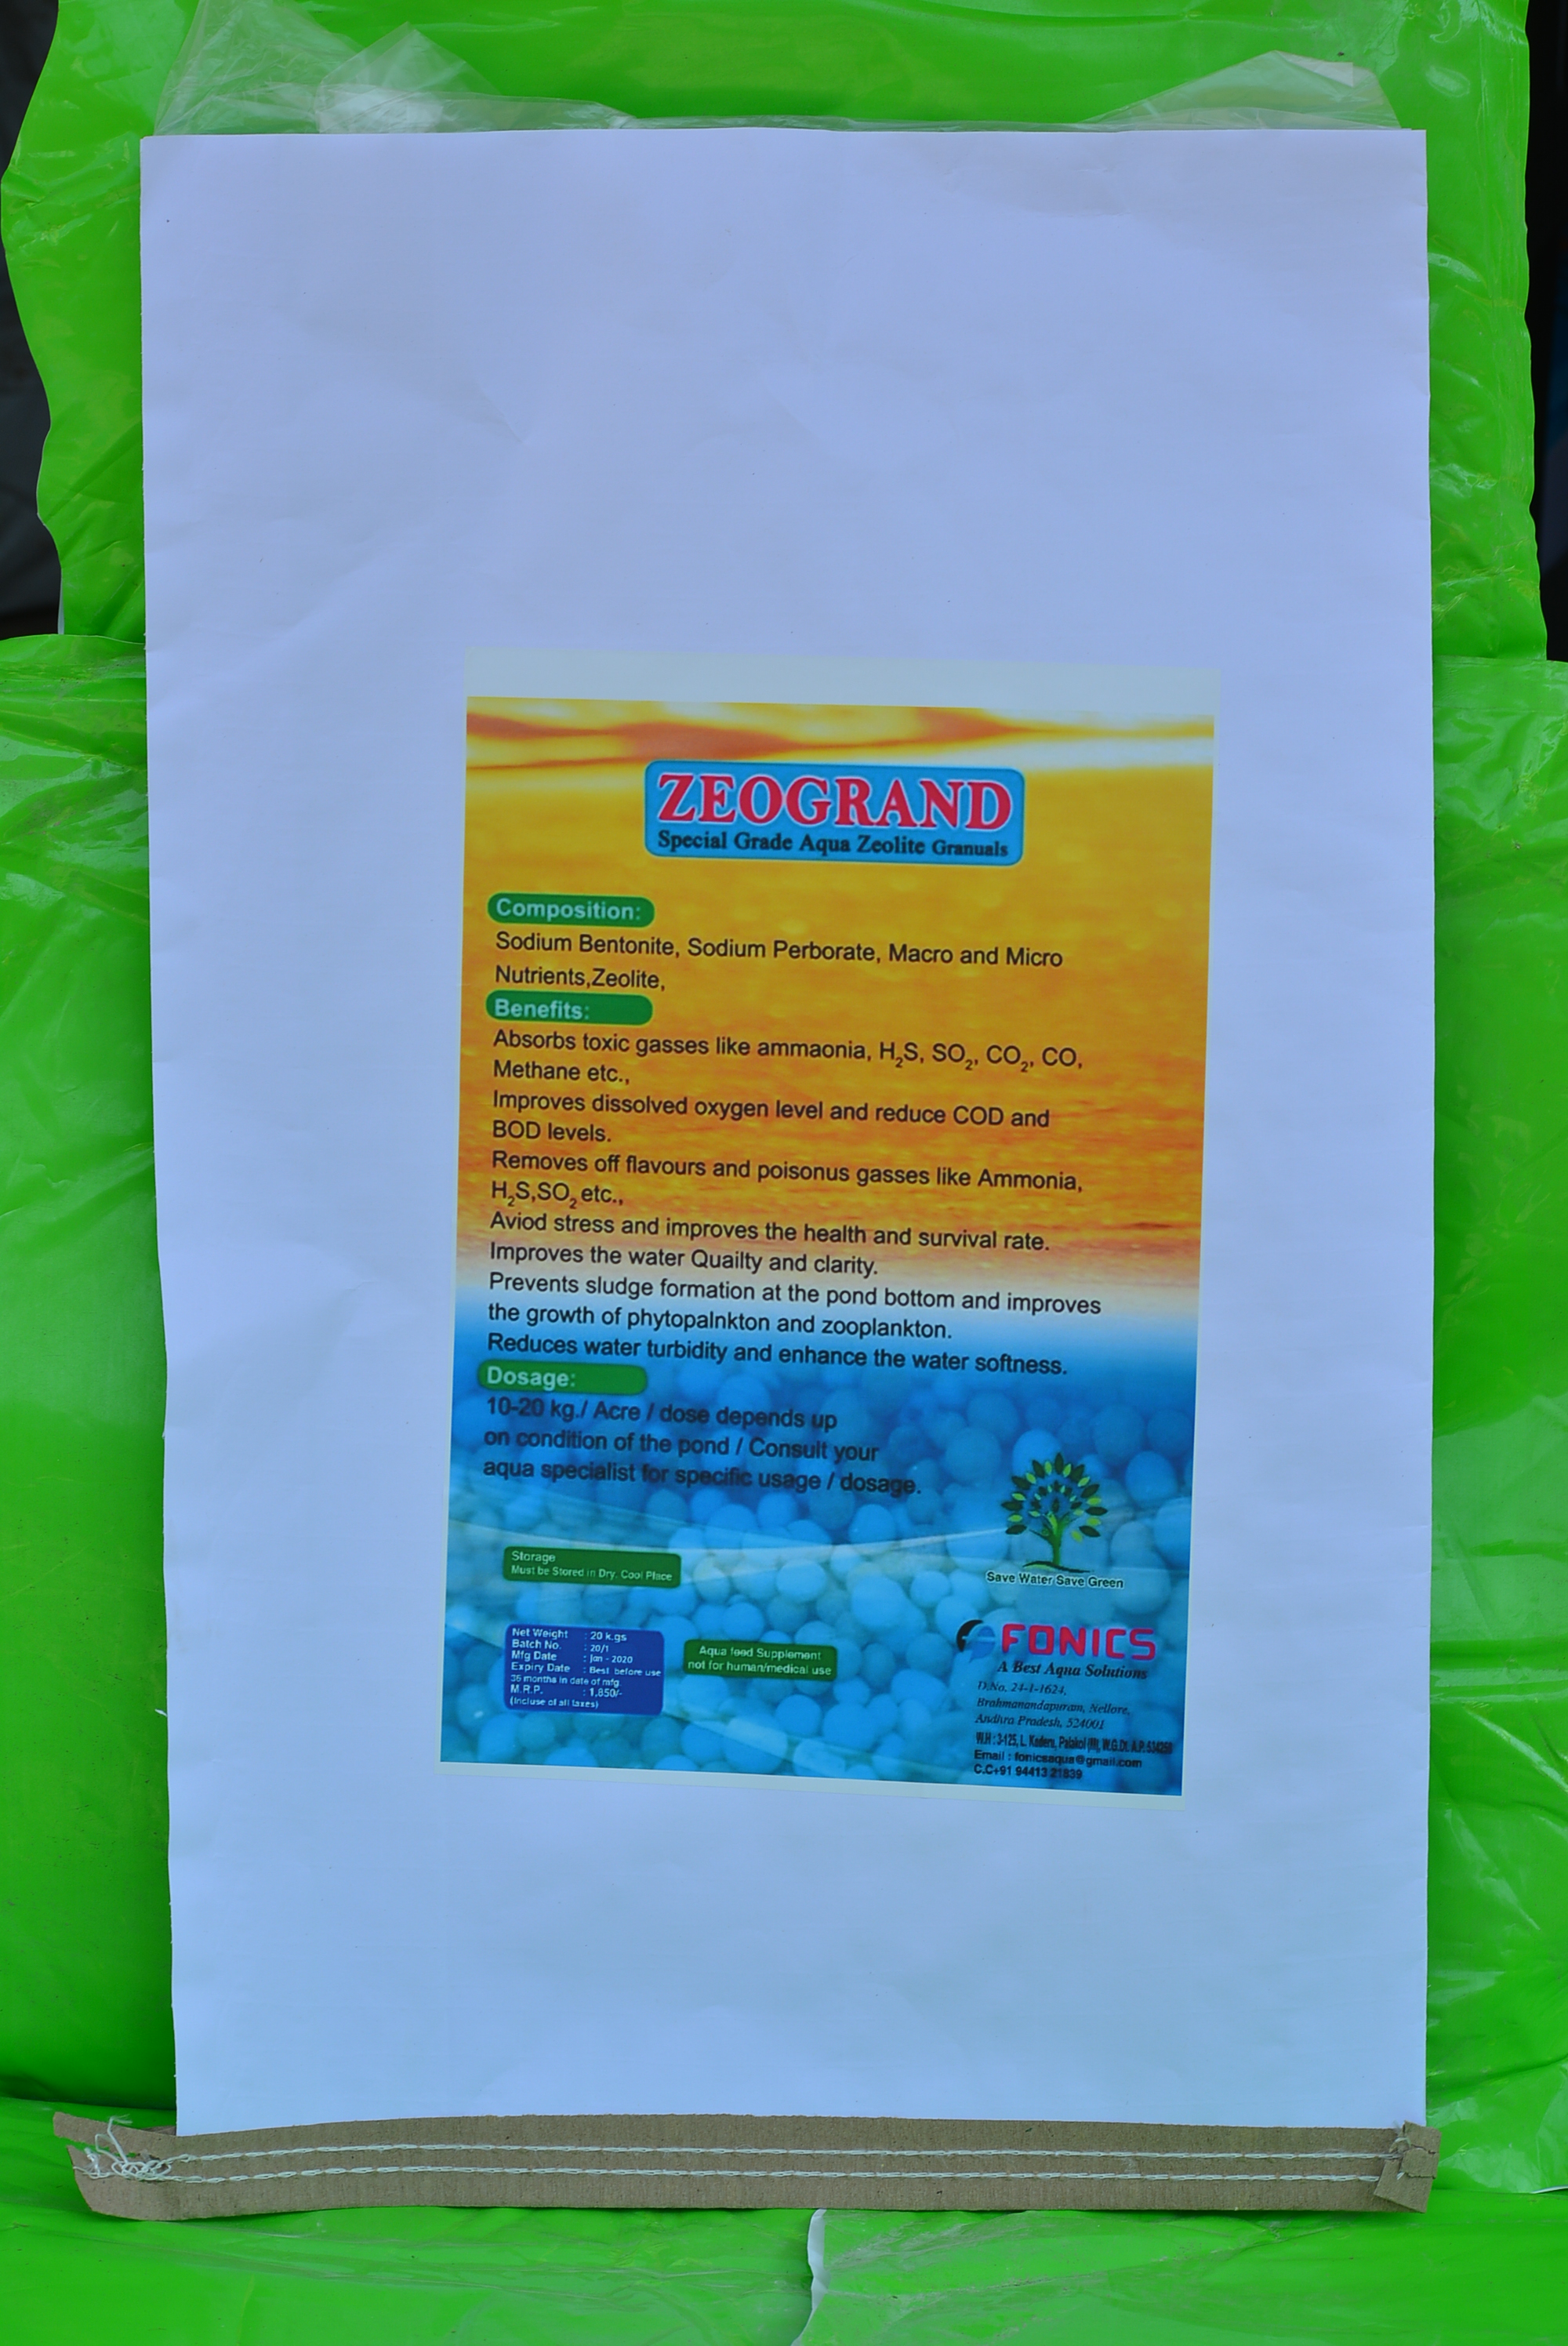 ZEOGRAND
Special Grade Aqua Zeolite Granuals
Composition:
Sodium Bentonite, Sodium Perborate, Macro and Micro
Nutrients,Zeolite,
Benefits:
Absorbs toxic gasses like ammaonia, H₂S, SO₂, CO₂, CO,
Methane etc.,
Improves dissolved oxygen level and reduce COD and
BOD levels.
Removes off flavours and poisonus gasses like Ammonia,
H₂S,SO₂ etc.,
Aviod stress and improves the health and survival rate.
Improves the water Quailty and clarity.
Prevents sludge formation at the pond bottom and improves
the growth of phytopalnkton and zooplankton.
Reduces water turbidity and enhance the water softness.
Dosage:
10-20 kg./ Acre / dose depends up
on condition of the pond / Consult your
aqua specialist for specific usage / dosage.
Save Water Save Green
Storage
Must be Stored in Dry. Cool Place
Net Weight : 20 k.gs
Batch No. : 20/1
Mfg Date : Jan - 2020
Expiry Date : Best before use
36 months in date of mfg.
M.R.P. : 1,850/-
(Incluse of all taxes)
Aqua feed Supplement
not for human/medical use
FONICS
A Best Aqua Solutions
D.No. 24-1-1624,
Brahmanandapuram, Nellore,
Andhra Pradesh, 524001
W.H : 3-125, L. Koderu, Palakol (M), W.G.Dt. A.P.
Email : fonicsaqua@gmail.com
C.C+91 94413 21839